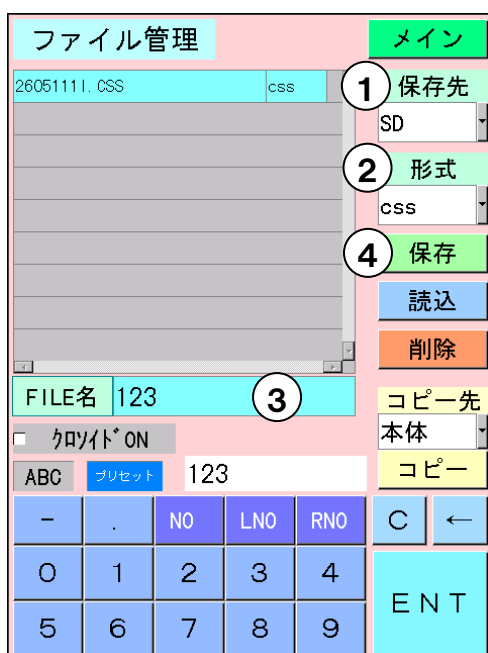 ファイル管理 メイン
26051111. CSS css ① 保存先
SD
② 形式
css
④ 保存
読込
削除
FILE名 123 ③
コピー先
クロソイド ON 本体
ABC プリセット 123 コピー
− . NO LNO RNO C ←
0 1 2 3 4
ENT
5 6 7 8 9